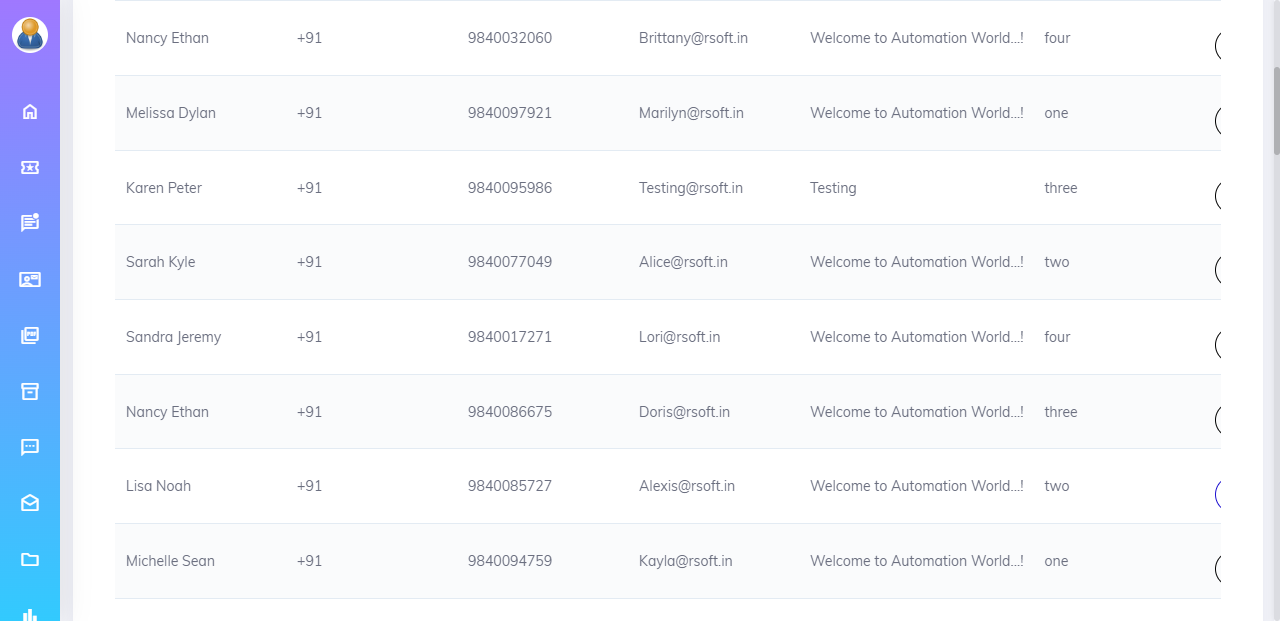 Nancy Ethan +91 9840032060 Brittany@rsoft.in Welcome to Automation World...! four
Melissa Dylan +91 9840097921 Marilyn@rsoft.in Welcome to Automation World...! one
Karen Peter +91 9840095986 Testing@rsoft.in Testing three
Sarah Kyle +91 9840077049 Alice@rsoft.in Welcome to Automation World...! two
Sandra Jeremy +91 9840017271 Lori@rsoft.in Welcome to Automation World...! four
Nancy Ethan +91 9840086675 Doris@rsoft.in Welcome to Automation World...! three
Lisa Noah +91 9840085727 Alexis@rsoft.in Welcome to Automation World...! two
Michelle Sean +91 9840094759 Kayla@rsoft.in Welcome to Automation World...! one